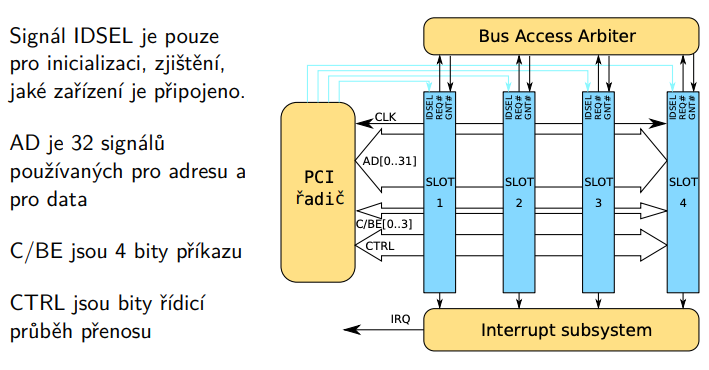 Signál IDSEL je pouze
pro inicializaci, zjištění,
jaké zařízení je připojeno.
AD je 32 signálů
používaných pro adresu a
pro data
C/BE jsou 4 bity příkazu
CTRL jsou bity řídicí
průběh přenosu
Bus Access Arbiter
IDSEL REQ# GNT#
IDSEL REQ# GNT#
IDSEL REQ# GNT#
IDSEL REQ# GNT#
CLK
AD[0..31]
PCI
řadič
SLOT
1
SLOT
2
SLOT
3
SLOT
4
C/BE[0..3]
CTRL
IRQ
Interrupt subsystem